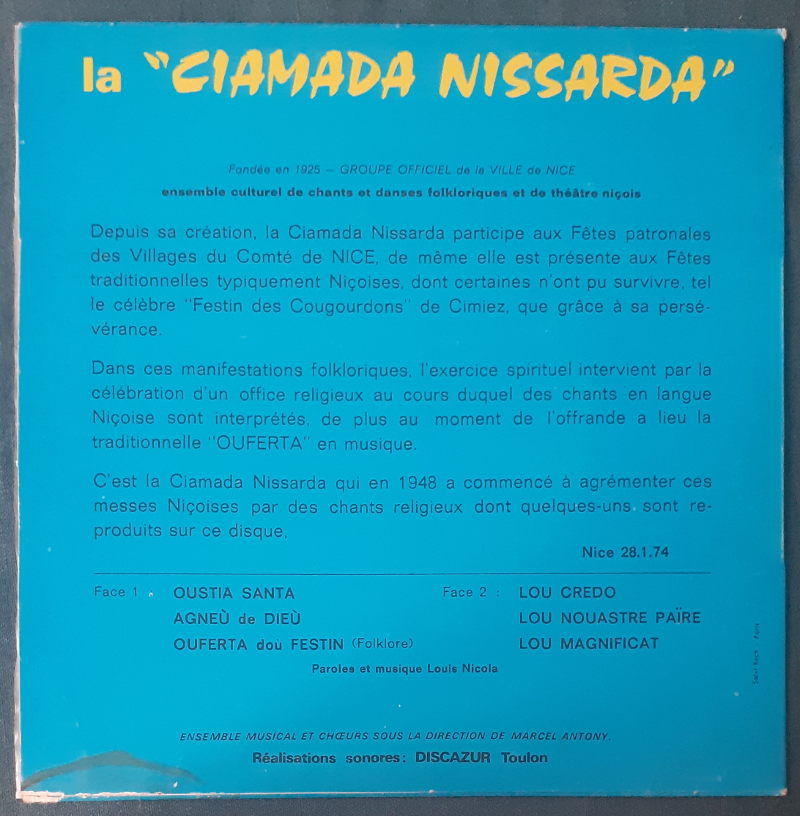 la "CIAMADA NISSARDA"
Fondée en 1925 - GROUPE OFFICIEL de la VILLE de NICE
ensemble culturel de chants et danses folkloriques et de théâtre niçois
Depuis sa création, la Ciamada Nissarda participe aux Fêtes patronales
des Villages du Comté de NICE, de même elle est présente aux Fêtes
traditionnelles typiquement Niçoises, dont certaines n'ont pu survivre, tel
le célèbre "Festin des Cougourdons" de Cimiez, que grâce à sa persé-
vérance.
Dans ces manifestations folkloriques, l'exercice spirituel intervient par la
célébration d'un office religieux au cours duquel des chants en langue
Niçoise sont interprétés, de plus au moment de l'offrande a lieu la
traditionnelle "OUFERTA" en musique.
C'est la Ciamada Nissarda qui en 1948 a commencé à agrémenter ces
messes Niçoises par des chants religieux dont quelques-uns sont re-
produits sur ce disque.
Nice 28.1.74
Face 1 : OUSTIA SANTA Face 2 : LOU CREDO
AGNEÙ de DIEÙ LOU NOUASTRE PAÏRE
OUFERTA doù FESTIN (Folklore) LOU MAGNIFICAT
Paroles et musique Louis Nicola
ENSEMBLE MUSICAL ET CHŒURS SOUS LA DIRECTION DE MARCEL ANTONY.
Réalisations sonores: DISCAZUR Toulon
Paris